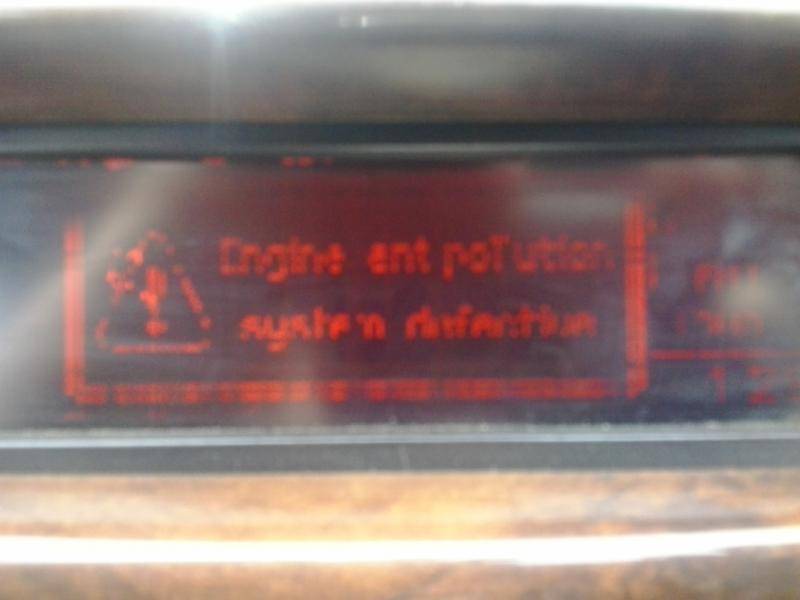 Engine ant pollution
system defective